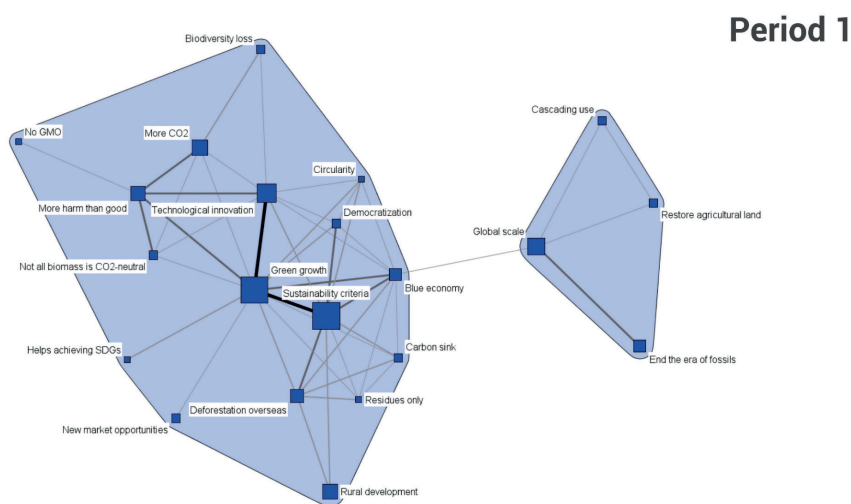 Period 1
Biodiversity loss
Cascading use
No GMO
More CO2
Circularity
More harm than good
Technological innovation
Democratization
Restore agricultural land
Global scale
Not all biomass is CO2-neutral
Green growth
Sustainability criteria
Blue economy
Helps achieving SDGs
Carbon sink
End the era of fossils
Deforestation overseas
Residues only
New market opportunities
Rural development